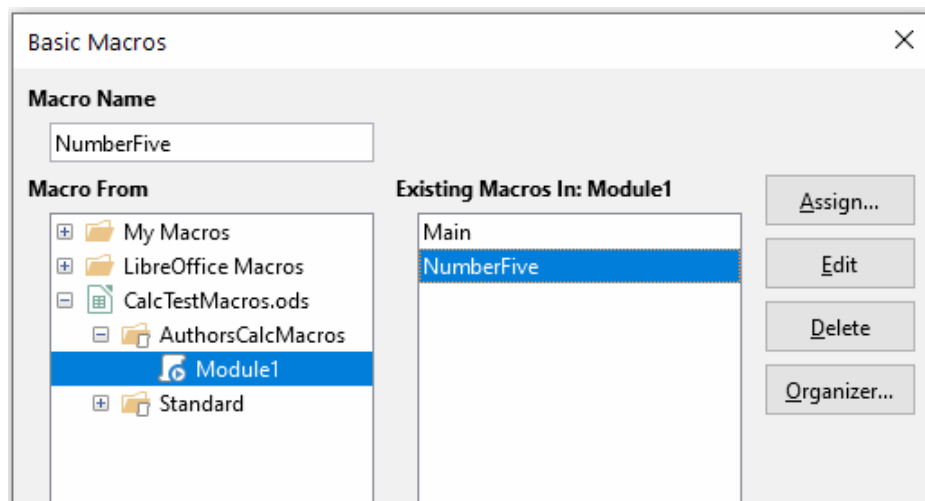 Basic Macros
Macro Name
NumberFive
Macro From
My Macros
LibreOffice Macros
CalcTestMacros.ods
AuthorsCalcMacros
Module1
Standard
Existing Macros In: Module1
Main
NumberFive
Assign...
Edit
Delete
Organizer...